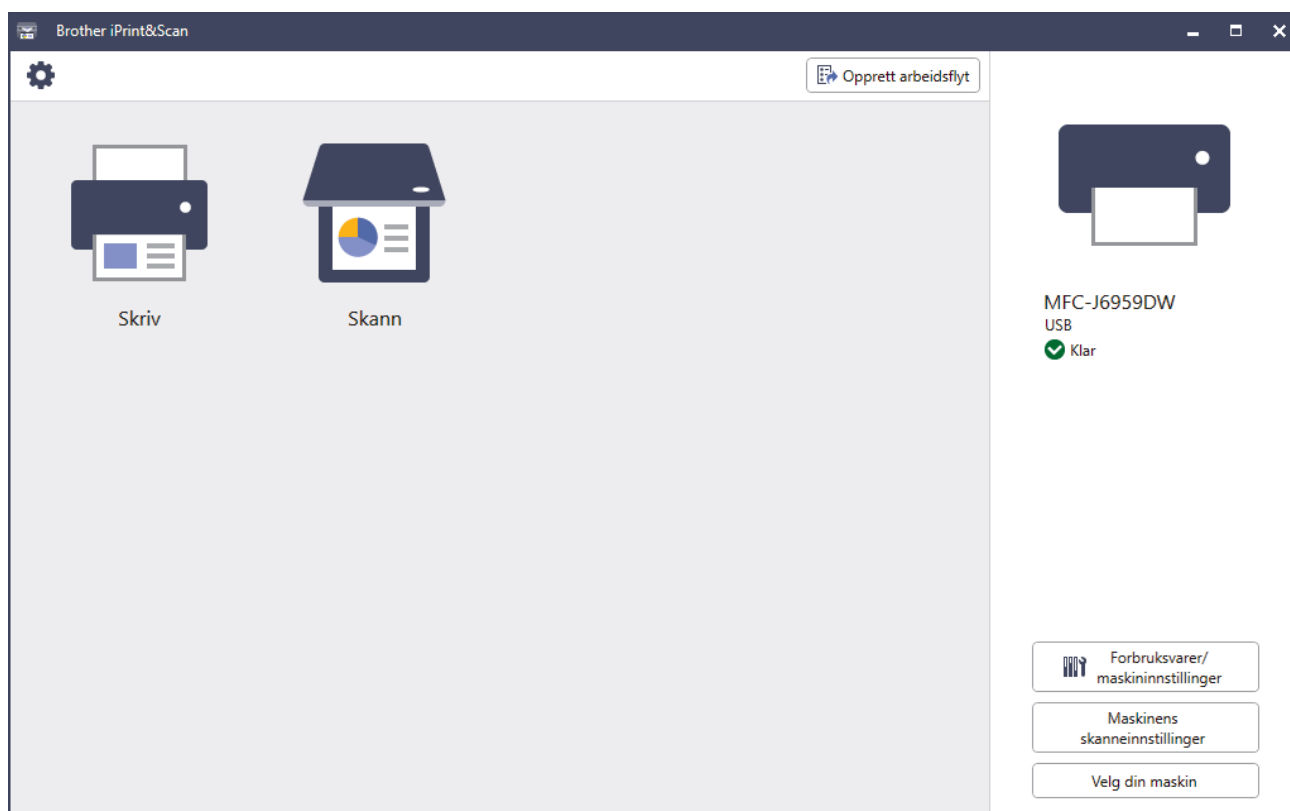 Brother iPrint&Scan
Opprett arbeidsflyt
Skriv
Skann
MFC-J6959DW
USB
Klar
Forbruksvarer/
maskininnstillinger
Maskinens
skanneinnstillinger
Velg din maskin